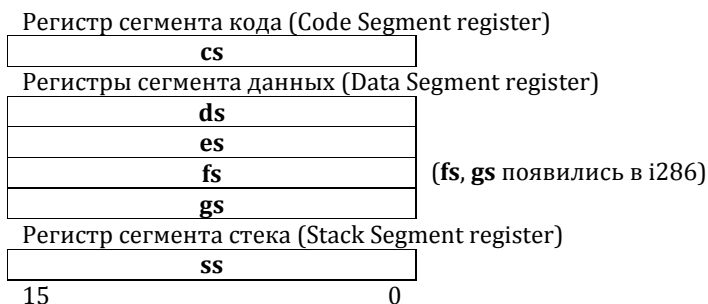 Регистр сегмента кода (Code Segment register)
cs
Регистры сегмента данных (Data Segment register)
ds
es
fs
(fs, gs появились в i286)
gs
Регистр сегмента стека (Stack Segment register)
ss
15 0